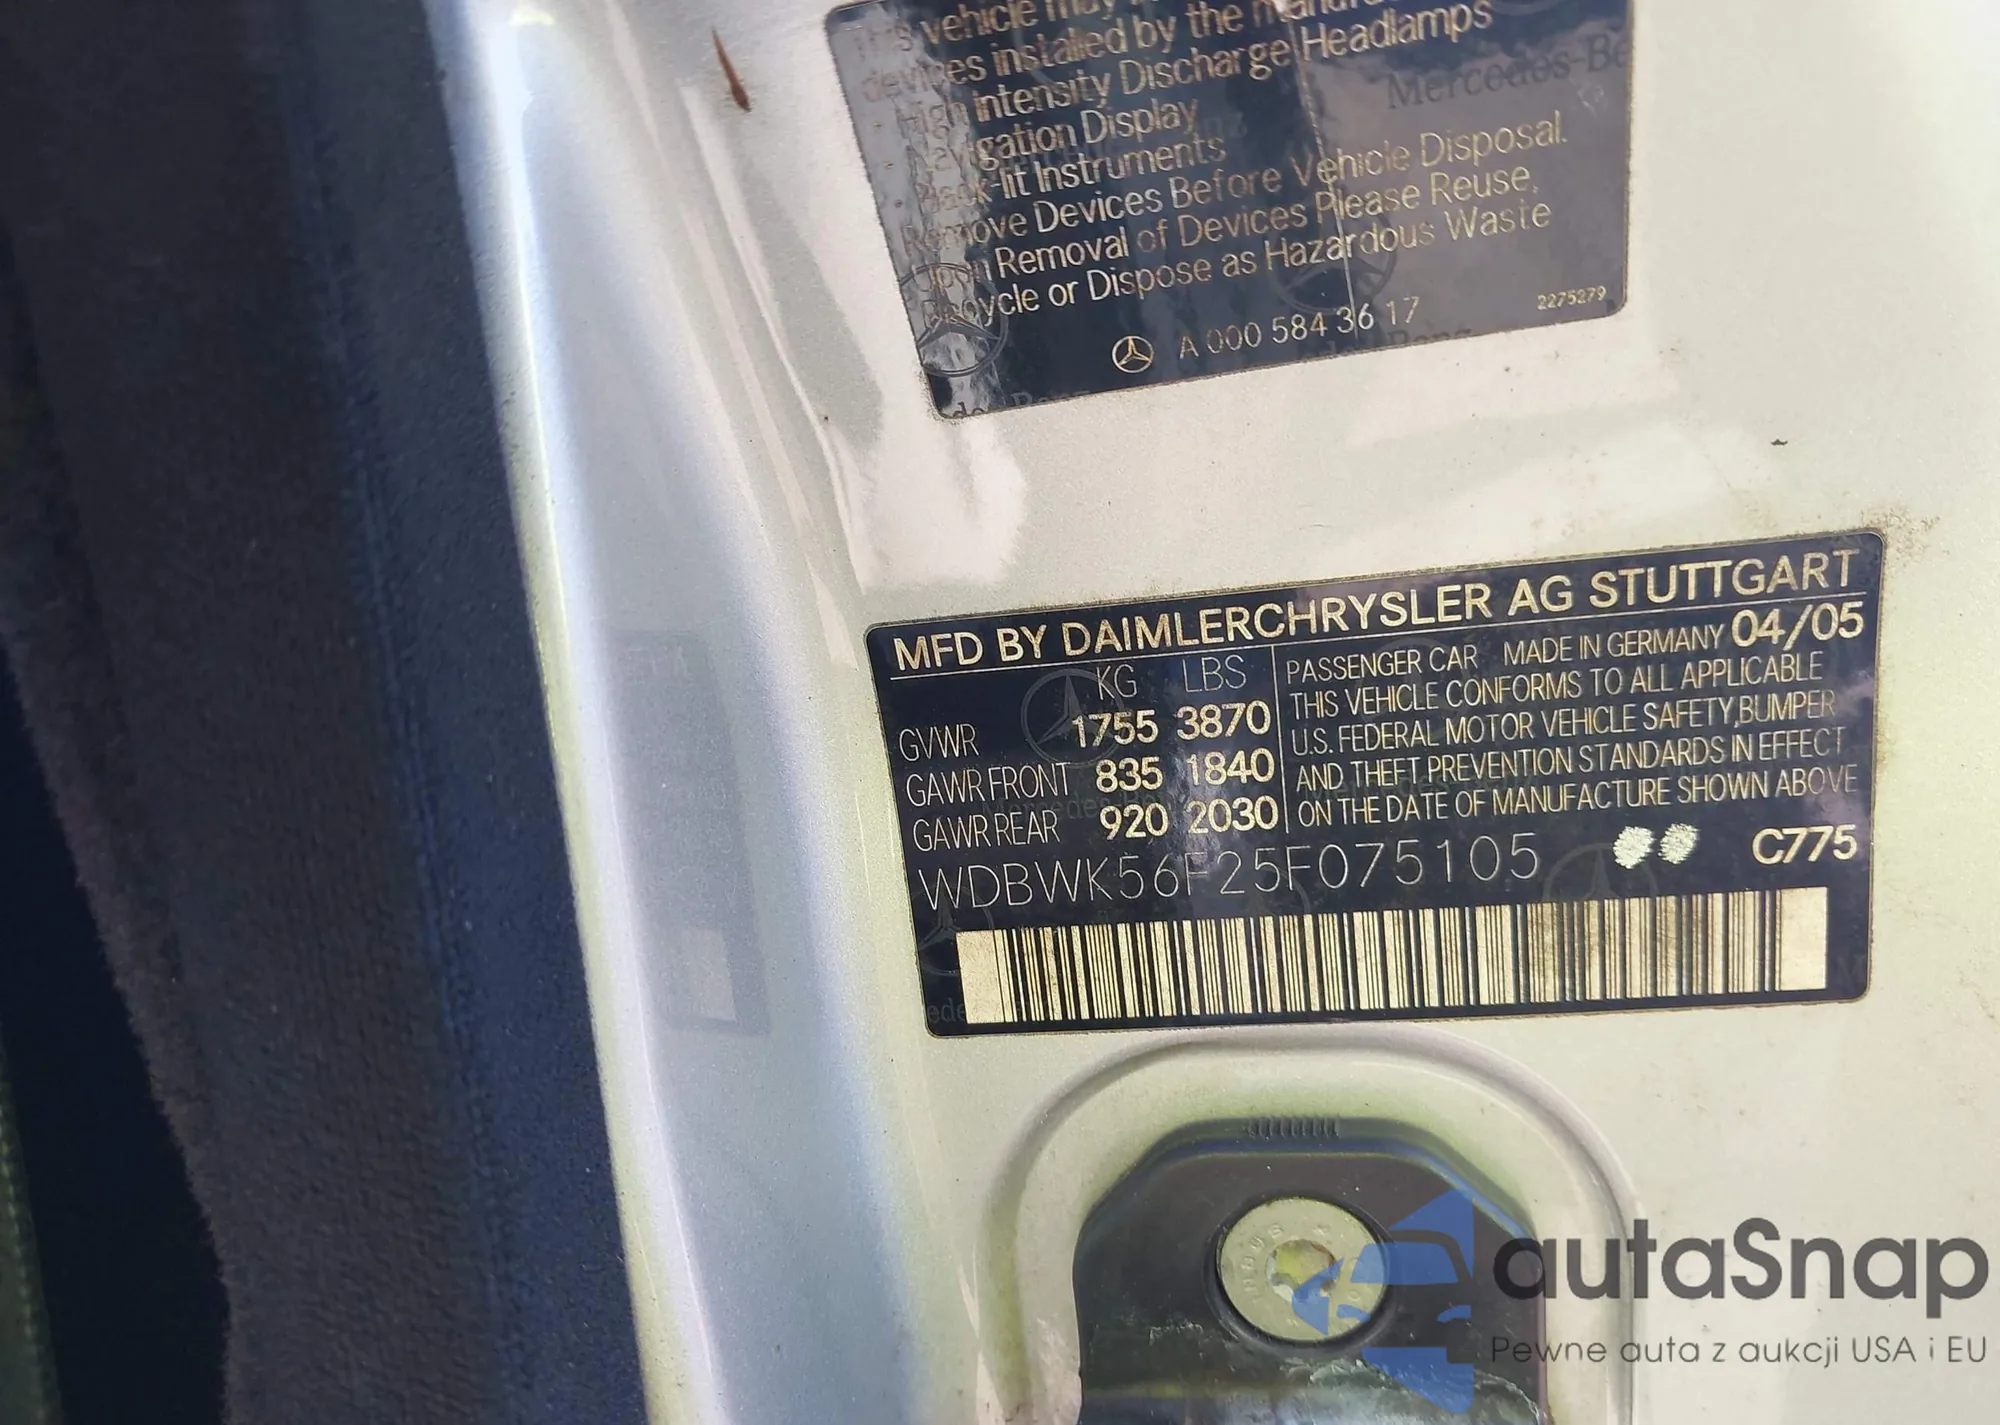 This vehicle may
devices installed by the
High Intensity Discharge Headlamps
Navigation Display
Back-lit Instruments
Remove Devices Before Vehicle Disposal.
Upon Removal of Devices Please Reuse,
Recycle or Dispose as Hazardous Waste
A 000 584 36 17
2275279
MFD BY DAIMLERCHRYSLER AG STUTTGART
KG LBS
GVWR 1755 3870
GAWR FRONT 835 1840
GAWR REAR 920 2030
PASSENGER CAR MADE IN GERMANY 04/05
THIS VEHICLE CONFORMS TO ALL APPLICABLE
U.S. FEDERAL MOTOR VEHICLE SAFETY,BUMPER
AND THEFT PREVENTION STANDARDS IN EFFECT
ON THE DATE OF MANUFACTURE SHOWN ABOVE
WDBWK56F25F075105
C775
autaSnap
Pewne auta z aukcji USA i EU